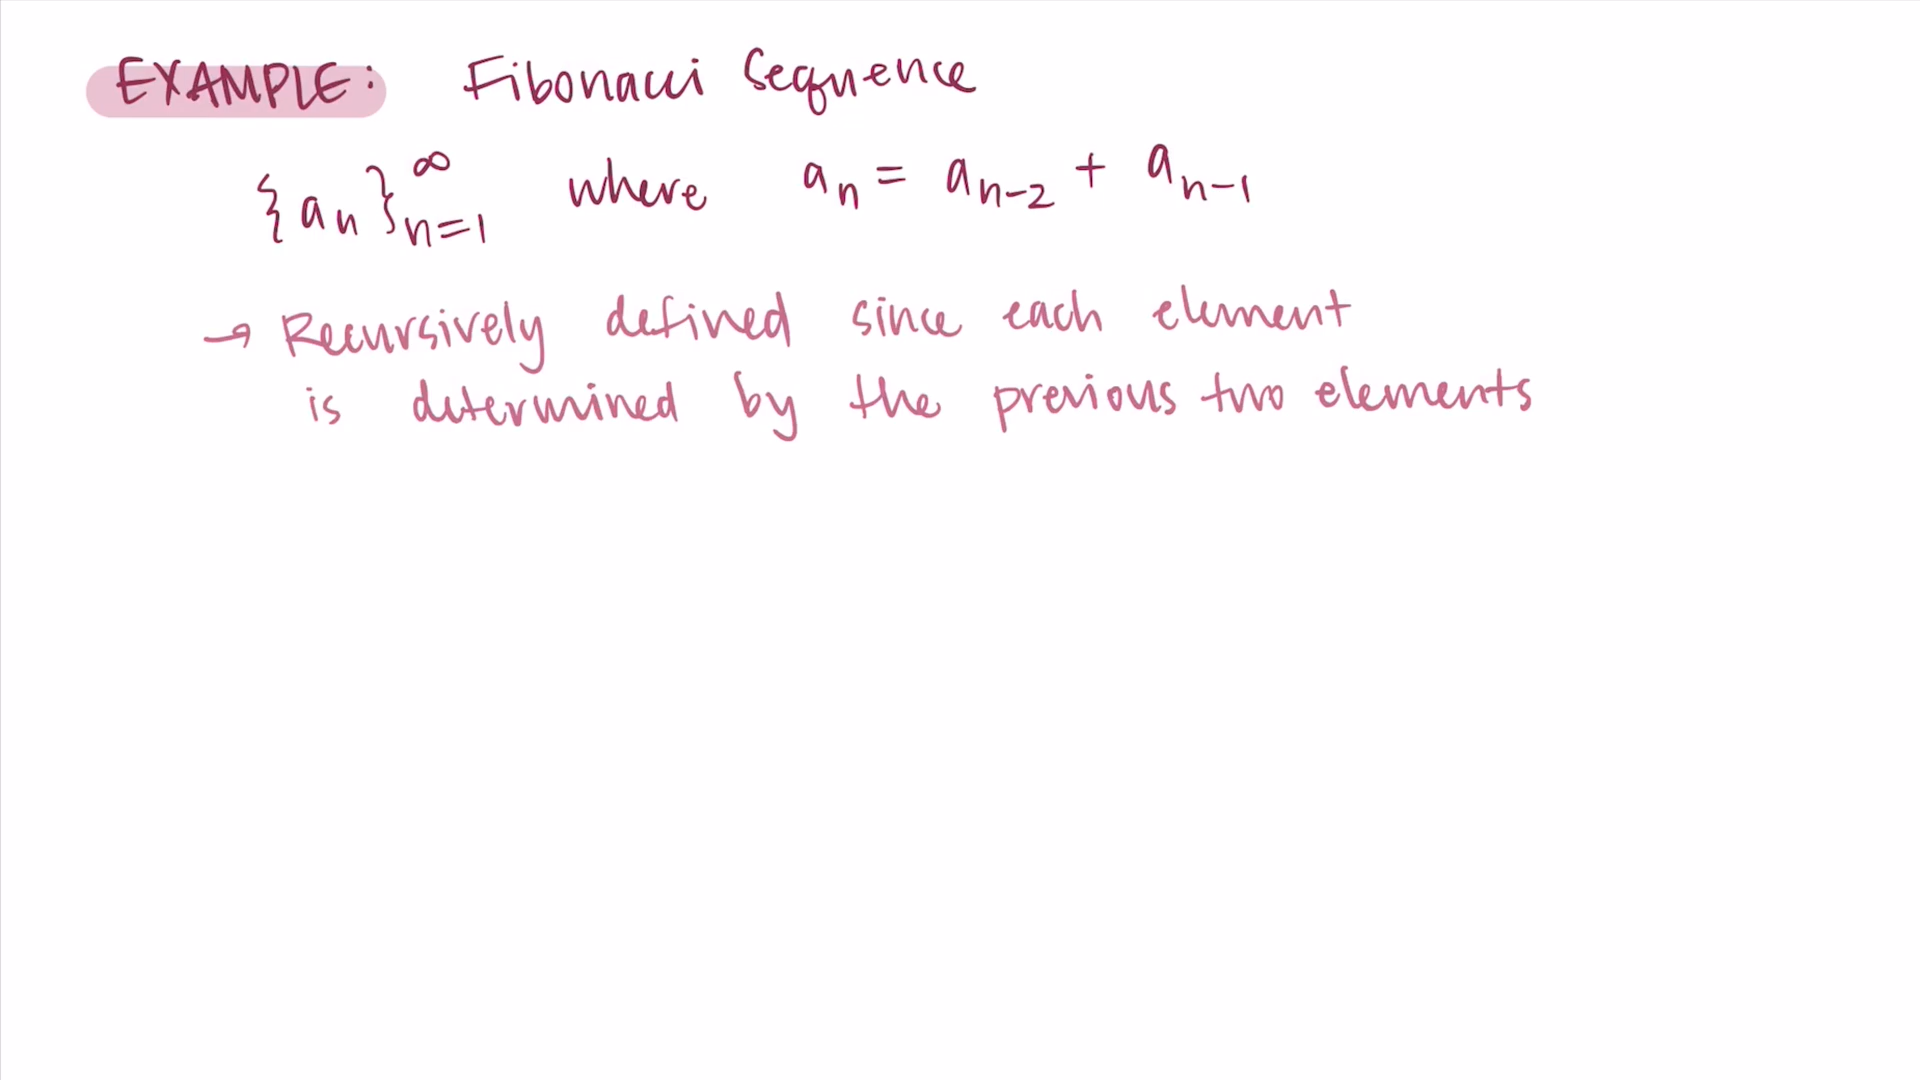 EXAMPLE: Fibonacci Sequence
{aₙ}ₙ₌₁^∞ where aₙ = aₙ₋₂ + aₙ₋₁
→ Recursively defined since each element
is determined by the previous two elements